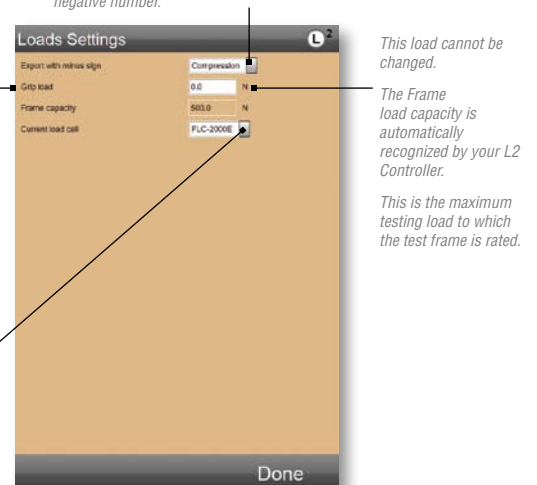 negative number.
Loads Settings
L2
Export with minus sign
Compression
Grip load
0.0 N
Frame capacity
500.0 N
Current load cell
FLC-2000E
Done
This load cannot be
changed.
The Frame
load capacity is
automatically
recognized by your L2
Controller.
This is the maximum
testing load to which
the test frame is rated.